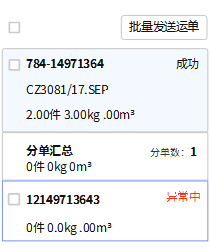 批量发送运单
784-14971364 成功
CZ3081/17.SEP
2.00件 3.00kg .00m³
分单汇总 分单数: 1
0件 0kg 0m³
12149713643 异常中
0件 0.0kg .00m³